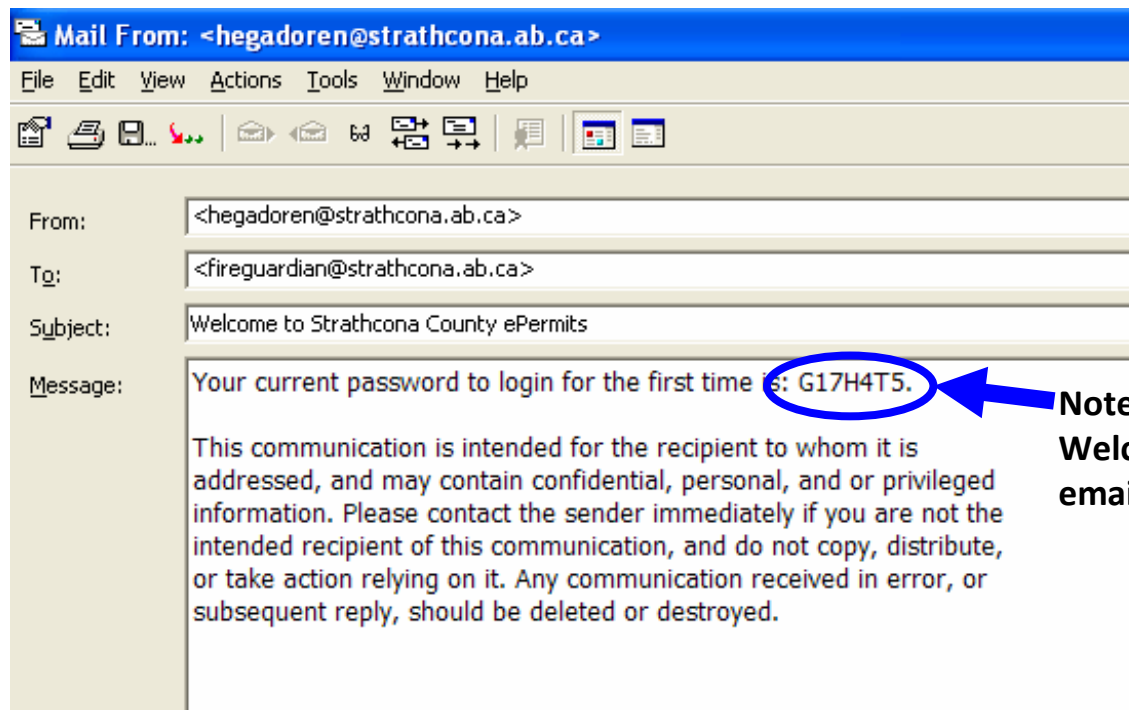 Mail From: <hegadoren@strathcona.ab.ca>
File Edit View Actions Tools Window Help
From: <hegadoren@strathcona.ab.ca>
To: <fireguardian@strathcona.ab.ca>
Subject: Welcome to Strathcona County ePermits
Message: Your current password to login for the first time is: G17H4T5.
This communication is intended for the recipient to whom it is
addressed, and may contain confidential, personal, and or privileged
information. Please contact the sender immediately if you are not the
intended recipient of this communication, and do not copy, distribute,
or take action relying on it. Any communication received in error, or
subsequent reply, should be deleted or destroyed.
Note
Welc
emai